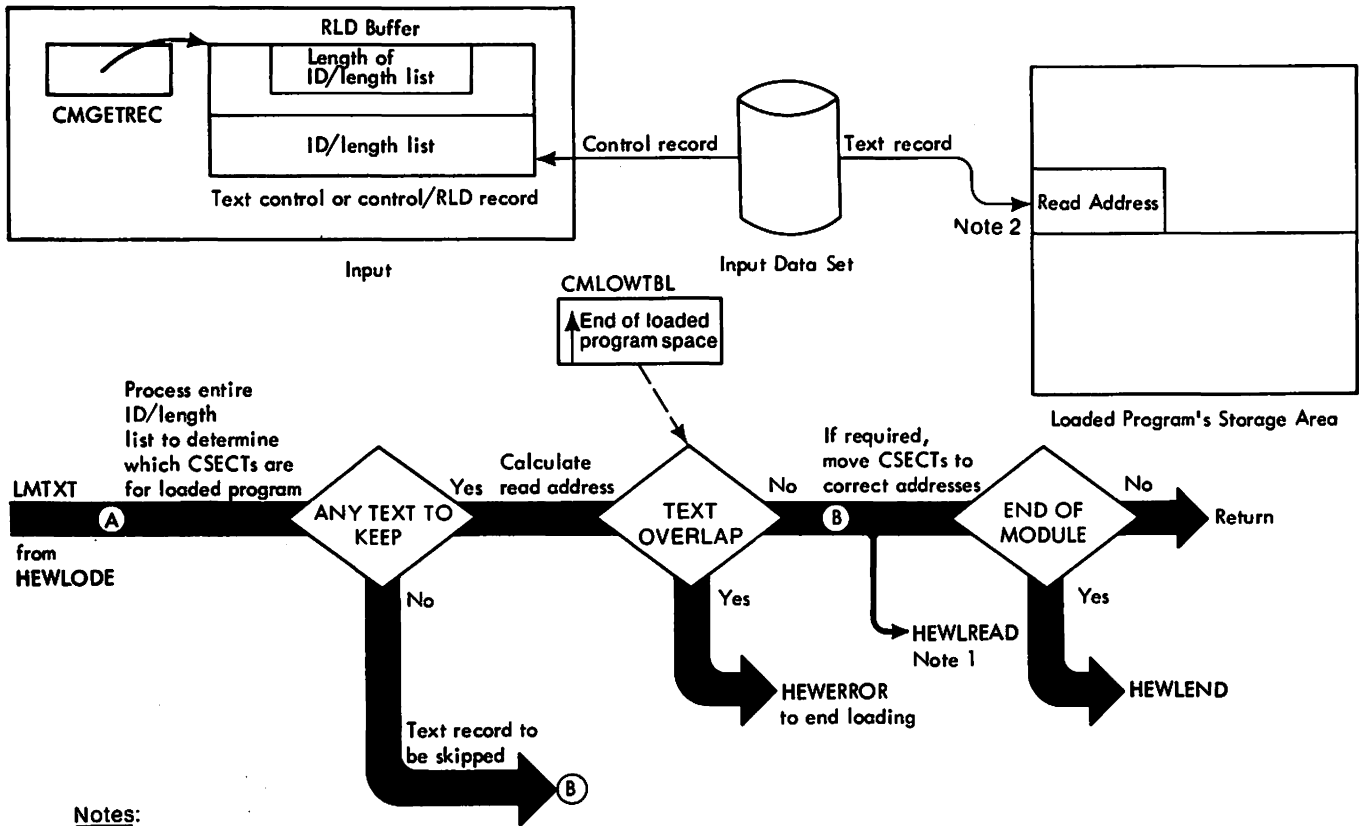 RLD Buffer
Length of
ID/length list
CMGETREC
ID/length list
Text control or control/RLD record
Input
Control record
Text record
Note 2
Read Address
Input Data Set
Loaded Program's Storage Area
CMLOWTBL
End of loaded
program space
Process entire
ID/length
list to determine
which CSECTs are
for loaded program
LMTXT
A
from
HEWLODE
ANY TEXT TO
KEEP
Yes
No
Calculate
read address
TEXT
OVERLAP
No
Yes
If required,
move CSECTs to
correct addresses
B
END OF
MODULE
No
Return
Yes
HEWLREAD
Note 1
HEWLEND
HEWERROR
to end loading
Text record to
be skipped
B
Notes: